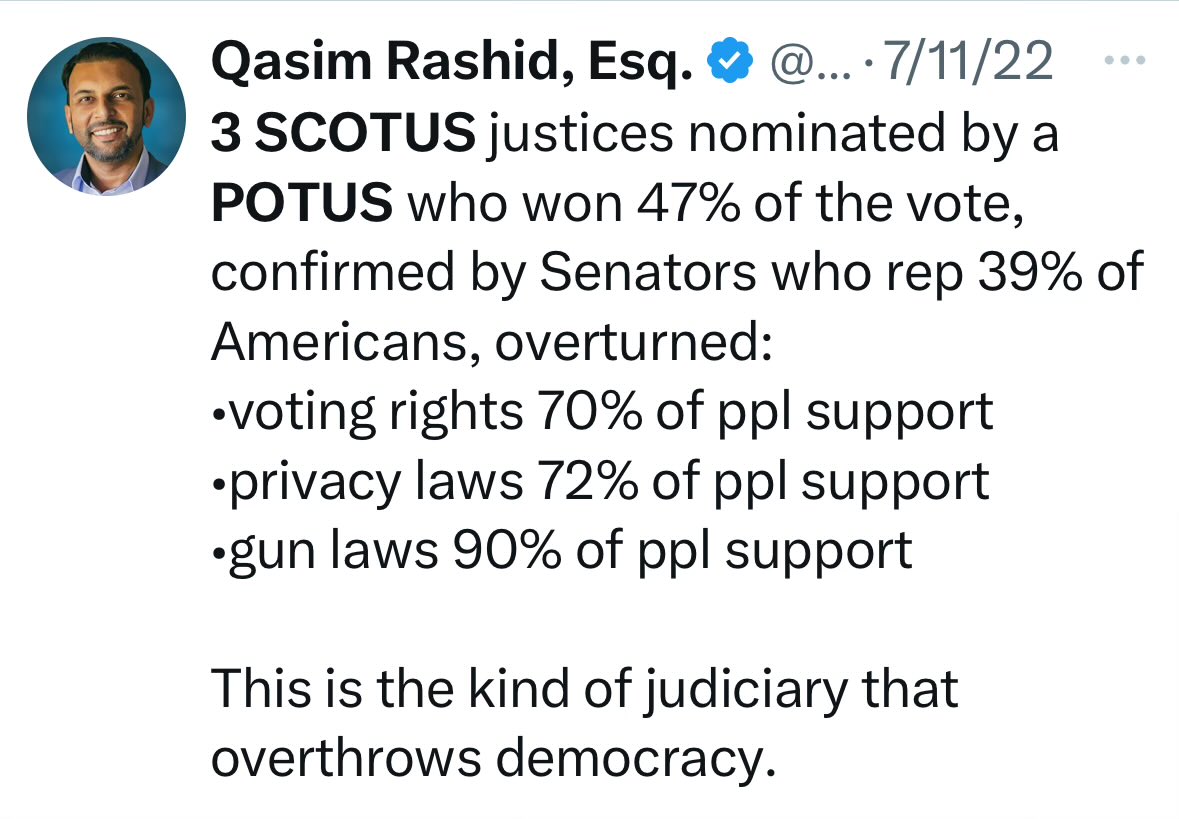 Qasim Rashid, Esq. @... · 7/11/22 ...
3 SCOTUS justices nominated by a
POTUS who won 47% of the vote,
confirmed by Senators who rep 39% of
Americans, overturned:
•voting rights 70% of ppl support
•privacy laws 72% of ppl support
•gun laws 90% of ppl support
This is the kind of judiciary that
overthrows democracy.